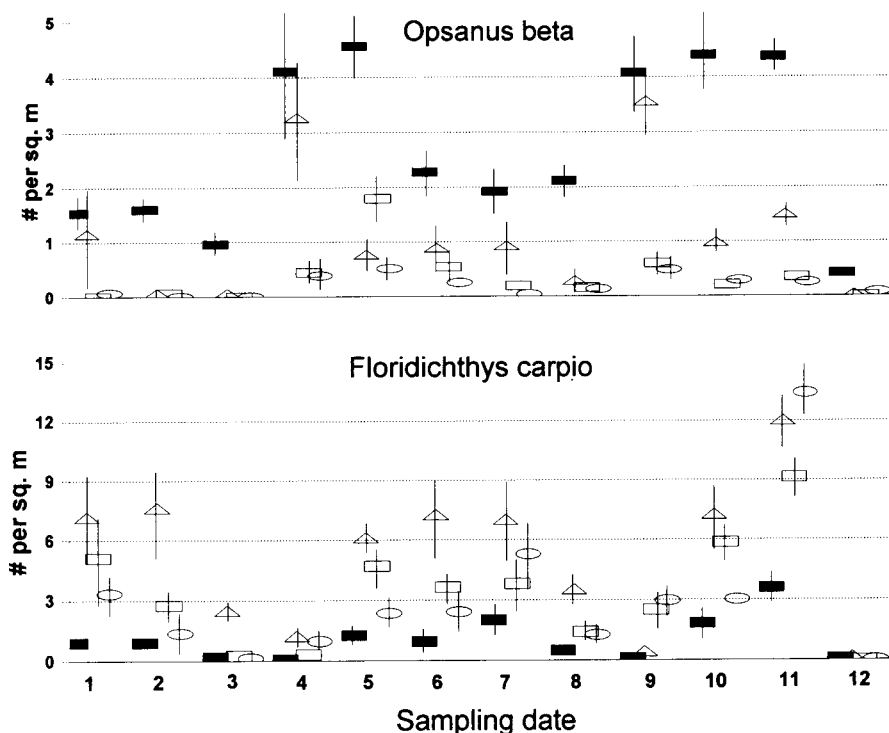 Opsanus beta
# per sq. m
5
4
3
2
1
0
Floridichthys carpio
# per sq. m
15
12
9
6
3
0
1 2 3 4 5 6 7 8 9 10 11 12
Sampling date